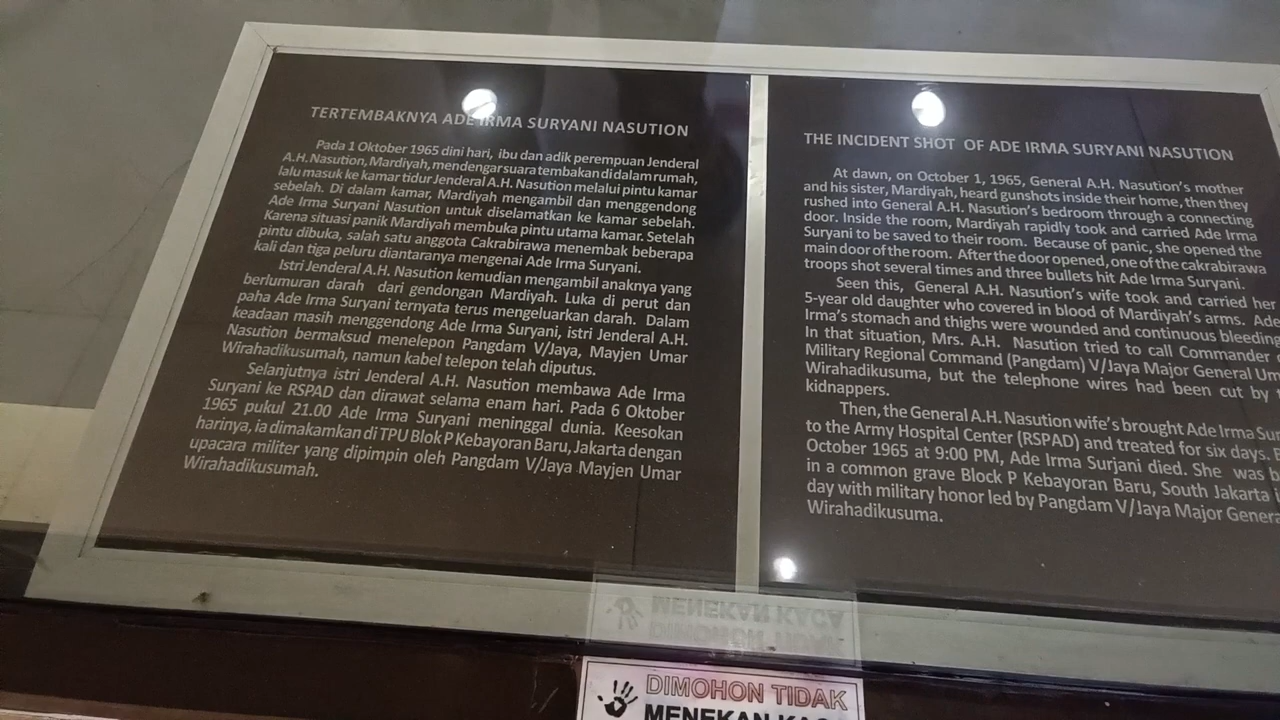 TERTEMBAKNYA ADE IRMA SURYANI NASUTION
Pada 1 Oktober 1965 dini hari, ibu dan adik perempuan Jenderal
A.H. Nasution, Mardiyah, mendengar suara tembakan di dalam rumah,
lalu masuk ke kamar tidur Jenderal A.H. Nasution melalui pintu kamar
sebelah. Di dalam kamar, Mardiyah mengambil dan menggendong
Ade Irma Suryani Nasution untuk diselamatkan ke kamar sebelah.
Karena situasi panik Mardiyah membuka pintu utama kamar. Setelah
pintu dibuka, salah satu anggota Cakrabirawa menembak beberapa
kali dan tiga peluru diantaranya mengenai Ade Irma Suryani.
Istri Jenderal A.H. Nasution kemudian mengambil anaknya yang
berlumuran darah dari gendongan Mardiyah. Luka di perut dan
paha Ade Irma Suryani ternyata terus mengeluarkan darah. Dalam
keadaan masih menggendong Ade Irma Suryani, istri Jenderal A.H.
Nasution bermaksud menelepon Pangdam V/Jaya, Mayjen Umar
Wirahadikusumah, namun kabel telepon telah diputus.
Selanjutnya istri Jenderal A.H. Nasution membawa Ade Irma
Suryani ke RSPAD dan dirawat selama enam hari. Pada 6 Oktober
1965 pukul 21.00 Ade Irma Suryani meninggal dunia. Keesokan
harinya, ia dimakamkan di TPU Blok P Kebayoran Baru, Jakarta dengan
upacara militer yang dipimpin oleh Pangdam V/Jaya Mayjen Umar
Wirahadikusumah.
THE INCIDENT SHOT OF ADE IRMA SURYANI NASUTION
At dawn, on October 1, 1965, General A.H. Nasution's mother
and his sister, Mardiyah, heard gunshots inside their home, then they
rushed into General A.H. Nasution's bedroom through a connecting
door. Inside the room, Mardiyah rapidly took and carried Ade Irma
Suryani to be saved to their room. Because of panic, she opened the
main door of the room. After the door opened, one of the cakrabirawa
troops shot several times and three bullets hit Ade Irma Suryani.
Seen this, General A.H. Nasution's wife took and carried her
5-year old daughter who covered in blood of Mardiyah's arms. Ade
Irma's stomach and thighs were wounded and continuous bleeding
In that situation, Mrs. A.H. Nasution tried to call Commander
Military Regional Command (Pangdam) V/Jaya Major General Um
Wirahadikusuma, but the telephone wires had been cut by
kidnappers.
Then, the General A.H. Nasution wife's brought Ade Irma Sur
to the Army Hospital Center (RSPAD) and treated for six days.
October 1965 at 9:00 PM, Ade Irma Surjani died. She was b
in a common grave Block P Kebayoran Baru, South Jakarta
day with military honor led by Pangdam V/Jaya Major Genera
Wirahadikusuma.
DIMOHON TIDAK
MENEKAN KACA